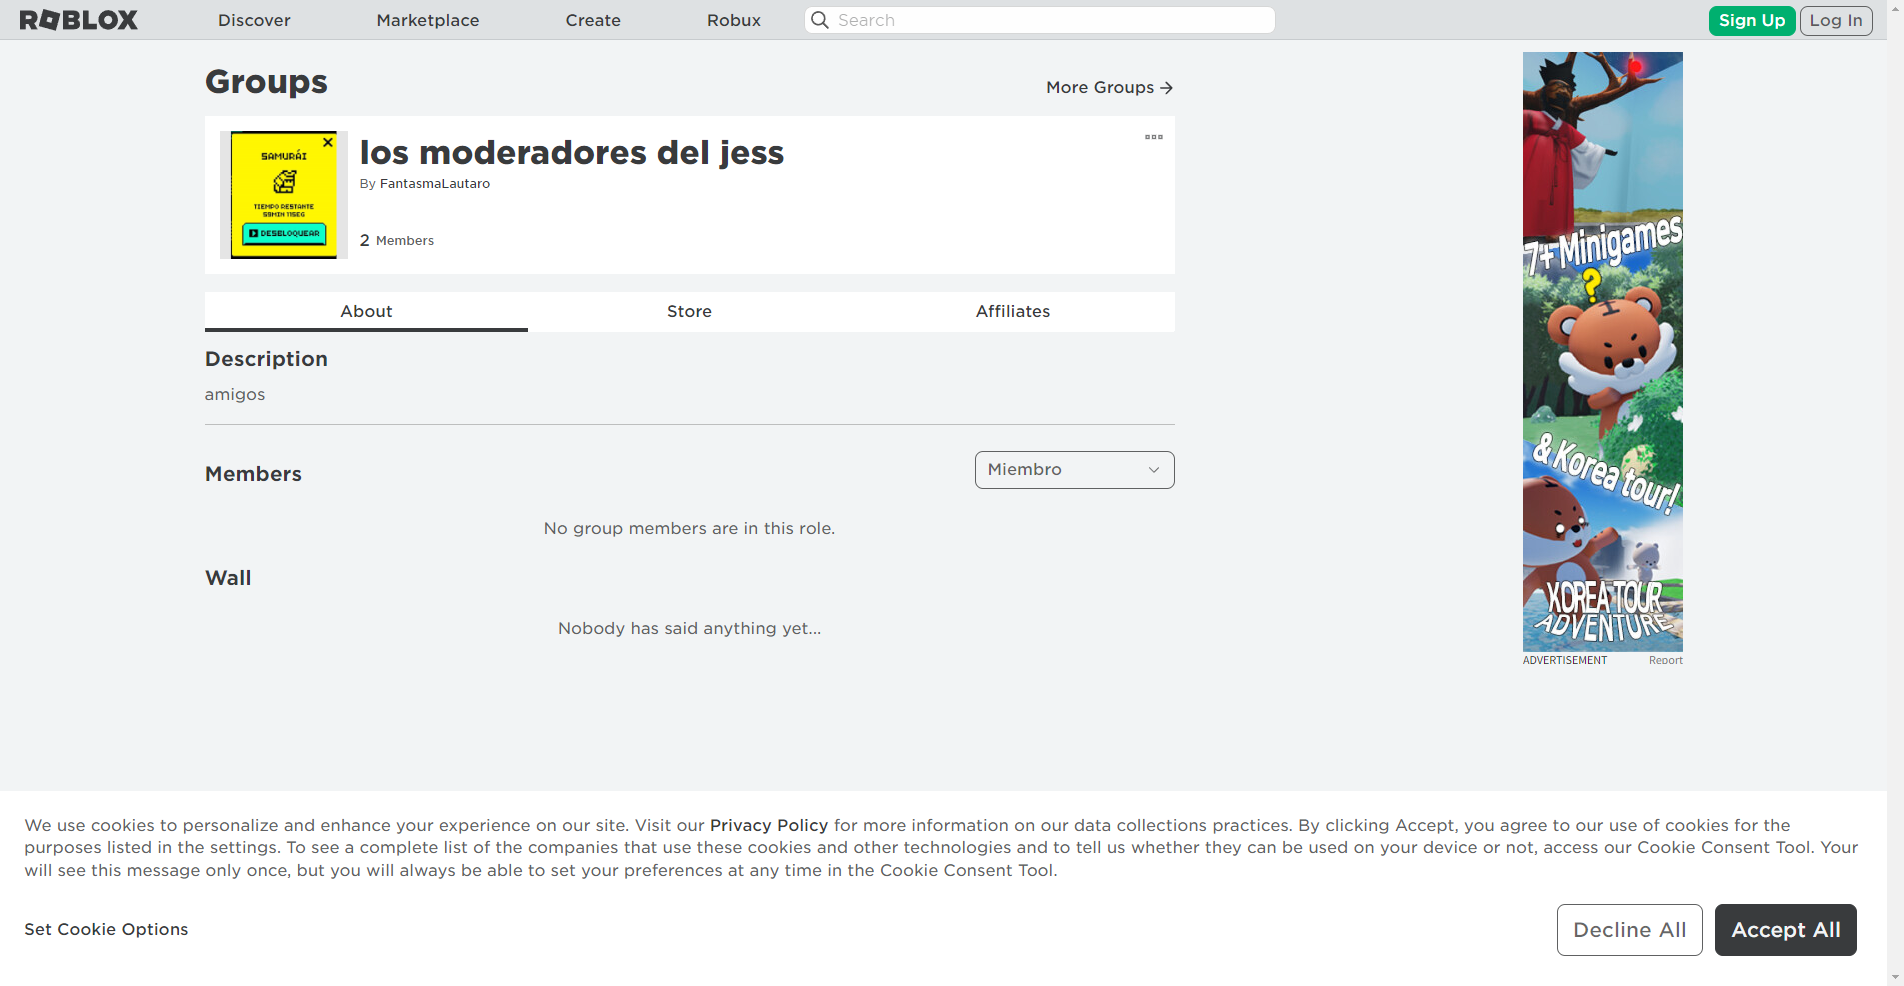 ROBLOX
Discover
Marketplace
Create
Robux
Search
Sign Up
Log In
Groups
More Groups
SAMURÁI
TIEMPO RESTANTE
59MIN 11SEG
DESBLOQUEAR
los moderadores del jess
By FantasmaLautaro
2 Members
About
Store
Affiliates
Description
amigos
Members
Miembro
No group members are in this role.
Wall
Nobody has said anything yet...
7+ Minigames
?
& Korea tour!
KOREA TOUR
ADVENTURE
ADVERTISEMENT
Report
We use cookies to personalize and enhance your experience on our site. Visit our Privacy Policy for more information on our data collections practices. By clicking Accept, you agree to our use of cookies for the
purposes listed in the settings. To see a complete list of the companies that use these cookies and other technologies and to tell us whether they can be used on your device or not, access our Cookie Consent Tool. Your
will see this message only once, but you will always be able to set your preferences at any time in the Cookie Consent Tool.
Set Cookie Options
Decline All
Accept All